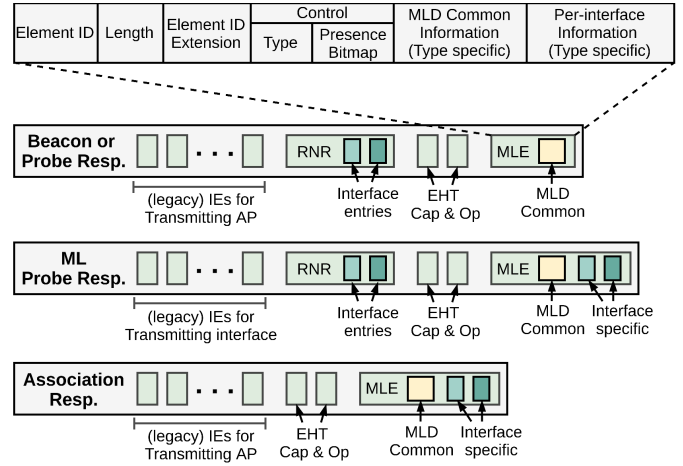 Element ID
Length
Element ID
Extension
Control
Type
Presence
Bitmap
MLD Common
Information
(Type specific)
Per-interface
Information
(Type specific)
Beacon or
Probe Resp.
RNR
MLE
(legacy) IEs for
Transmitting AP
Interface
entries
EHT
Cap & Op
MLD
Common
ML
Probe Resp.
RNR
MLE
(legacy) IEs for
Transmitting interface
Interface
entries
EHT
Cap & Op
MLD
Common
Interface
specific
Association
Resp.
MLE
(legacy) IEs for
Transmitting AP
EHT
Cap & Op
MLD
Common
Interface
specific